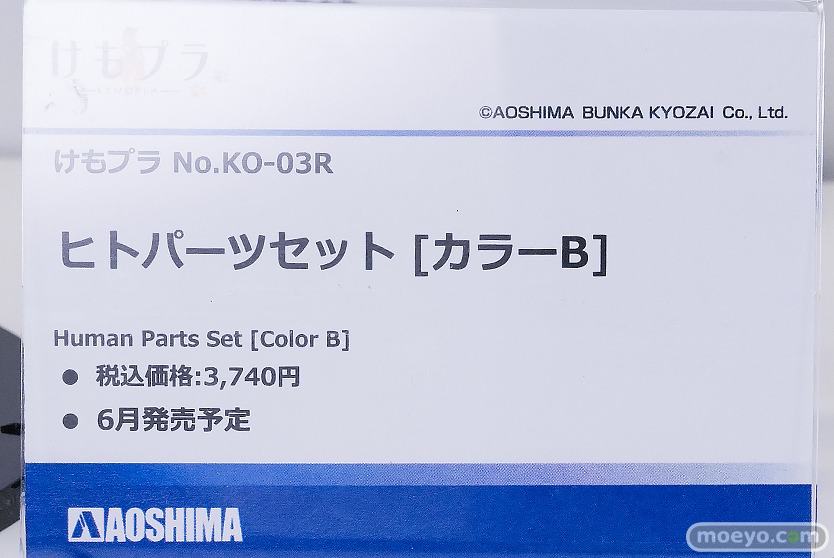 けもプラ
©AOSHIMA BUNKA KYOZAI Co., Ltd.
けもプラ No.KO-03R
ヒトパーツセット [カラーB]
Human Parts Set [Color B]
● 税込価格:3,740円
● 6月発売予定
AOSHIMA
moeyo.com